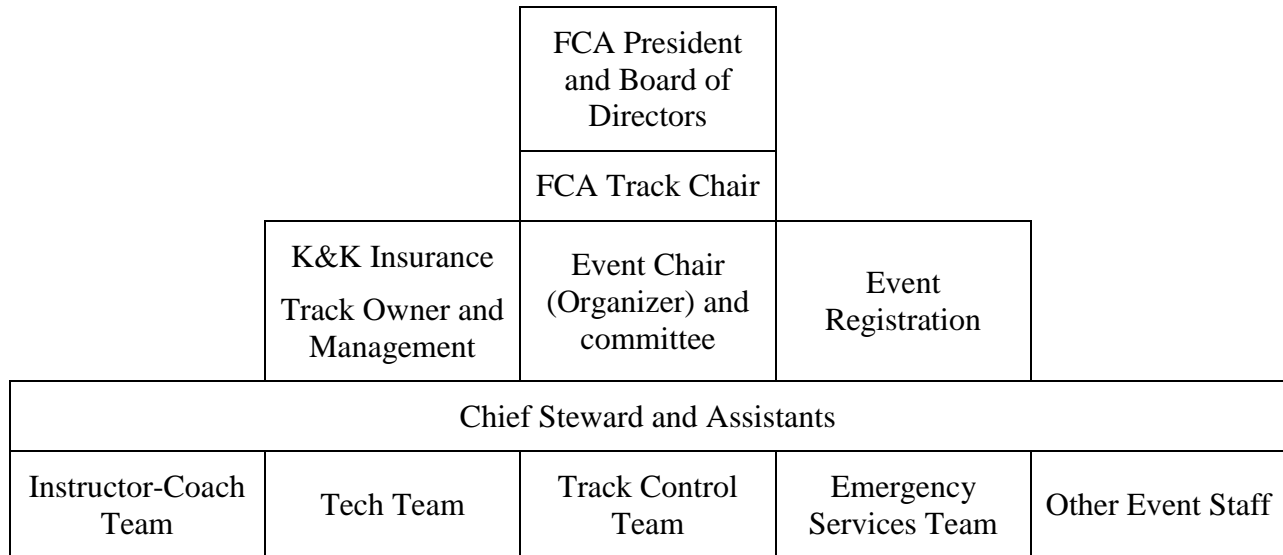 FCA President
and Board of
Directors
FCA Track Chair
K&K Insurance
Track Owner and
Management
Event Chair
(Organizer) and
committee
Event
Registration
Chief Steward and Assistants
Instructor-Coach
Team
Tech Team
Track Control
Team
Emergency
Services Team
Other Event Staff